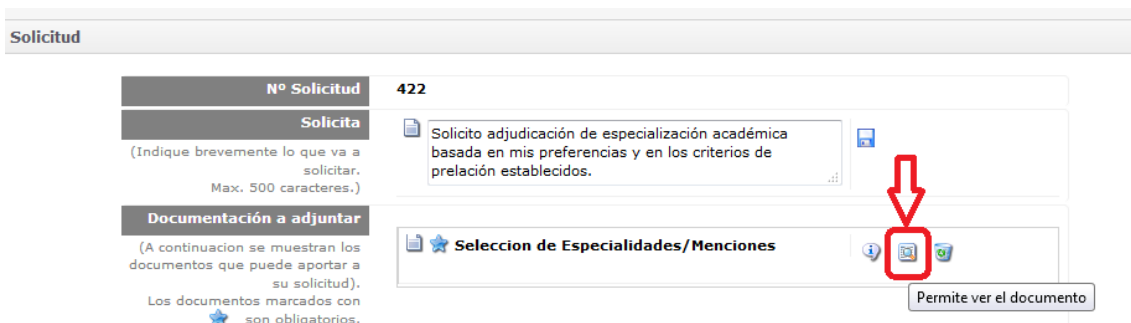 Solicitud
Nº Solicitud 422
Solicita
(Indique brevemente lo que va a
solicitar.
Max. 500 caracteres.)
Solicito adjudicación de especialización académica
basada en mis preferencias y en los criterios de
prelación establecidos.
Documentación a adjuntar
(A continuacion se muestran los
documentos que puede aportar a
su solicitud).
Los documentos marcados con
son obligatorios.
Seleccion de Especialidades/Menciones
Permite ver el documento